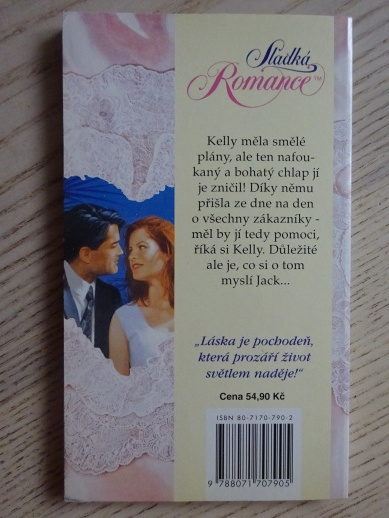 Sladká
Romance™
Kelly měla smělé
plány, ale ten nafou-
kaný a bohatý chlap jí
je zničil! Díky němu
přišla ze dne na den
o všechny zákazníky -
měl by jí tedy pomoci,
říká si Kelly. Důležité
ale je, co si o tom
myslí Jack...
„Láska je pochodeň,
která prozáří život
světlem naděje!“
Cena 54,90 Kč
ISBN 80-7170-790-2
9 788071 707905